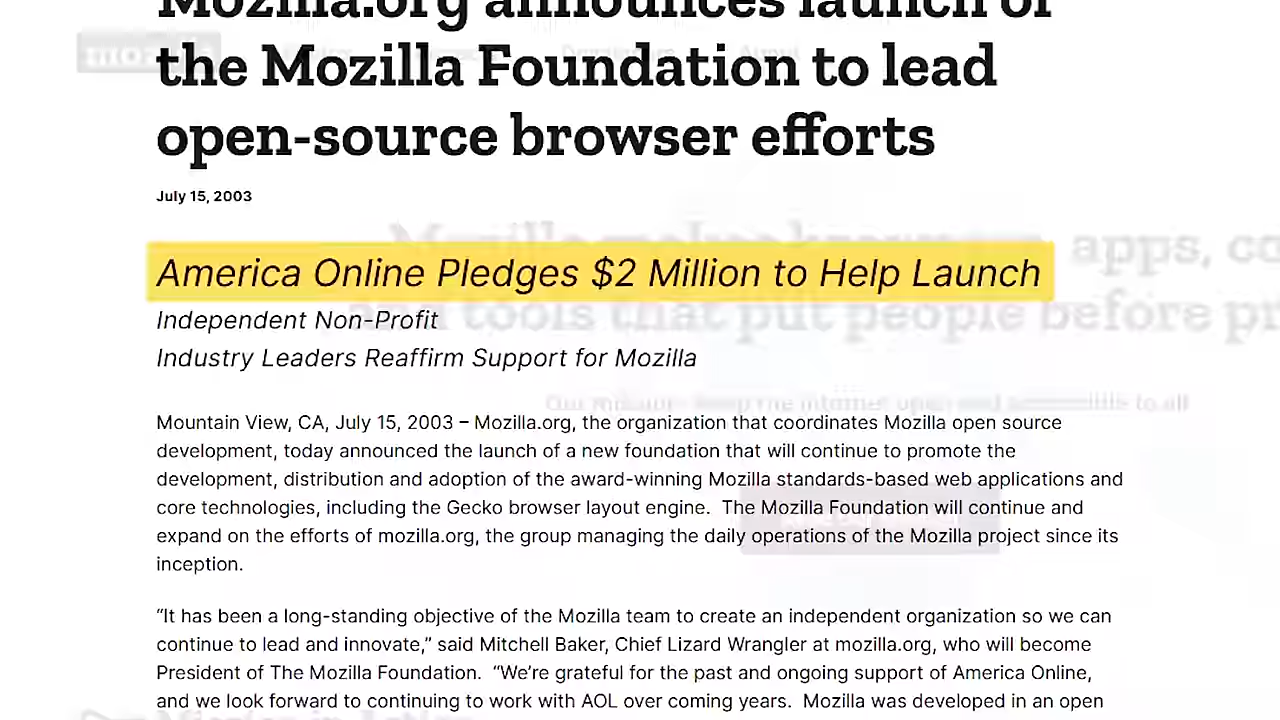 Mozilla.org announces launch of
the Mozilla Foundation to lead
open-source browser efforts
July 15, 2003
America Online Pledges $2 Million to Help Launch
Independent Non-Profit
Industry Leaders Reaffirm Support for Mozilla
Mountain View, CA, July 15, 2003 – Mozilla.org, the organization that coordinates Mozilla open source
development, today announced the launch of a new foundation that will continue to promote the
development, distribution and adoption of the award-winning Mozilla standards-based web applications and
core technologies, including the Gecko browser layout engine.  The Mozilla Foundation will continue and
expand on the efforts of mozilla.org, the group managing the daily operations of the Mozilla project since its
inception.
“It has been a long-standing objective of the Mozilla team to create an independent organization so we can
continue to lead and innovate,” said Mitchell Baker, Chief Lizard Wrangler at mozilla.org, who will become
President of The Mozilla Foundation.  “We’re grateful for the past and ongoing support of America Online,
and we look forward to continuing to work with AOL over coming years.  Mozilla was developed in an open
mozilla
apps, co
tools that put people before pr